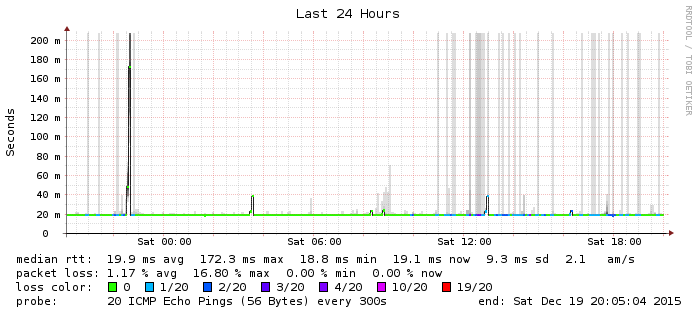 Last 24 Hours
RRDTOOL / TOBI OETIKER
Seconds
200 m
180 m
160 m
140 m
120 m
100 m
80 m
60 m
40 m
20 m
0
Sat 00:00 Sat 06:00 Sat 12:00 Sat 18:00
median rtt: 19.9 ms avg 172.3 ms max 18.8 ms min 19.1 ms now 9.3 ms sd 2.1 am/s
packet loss: 1.17 % avg 16.80 % max 0.00 % min 0.00 % now
loss color: 0 1/20 2/20 3/20 4/20 10/20 19/20
probe: 20 ICMP Echo Pings (56 Bytes) every 300s end: Sat Dec 19 20:05:04 2015